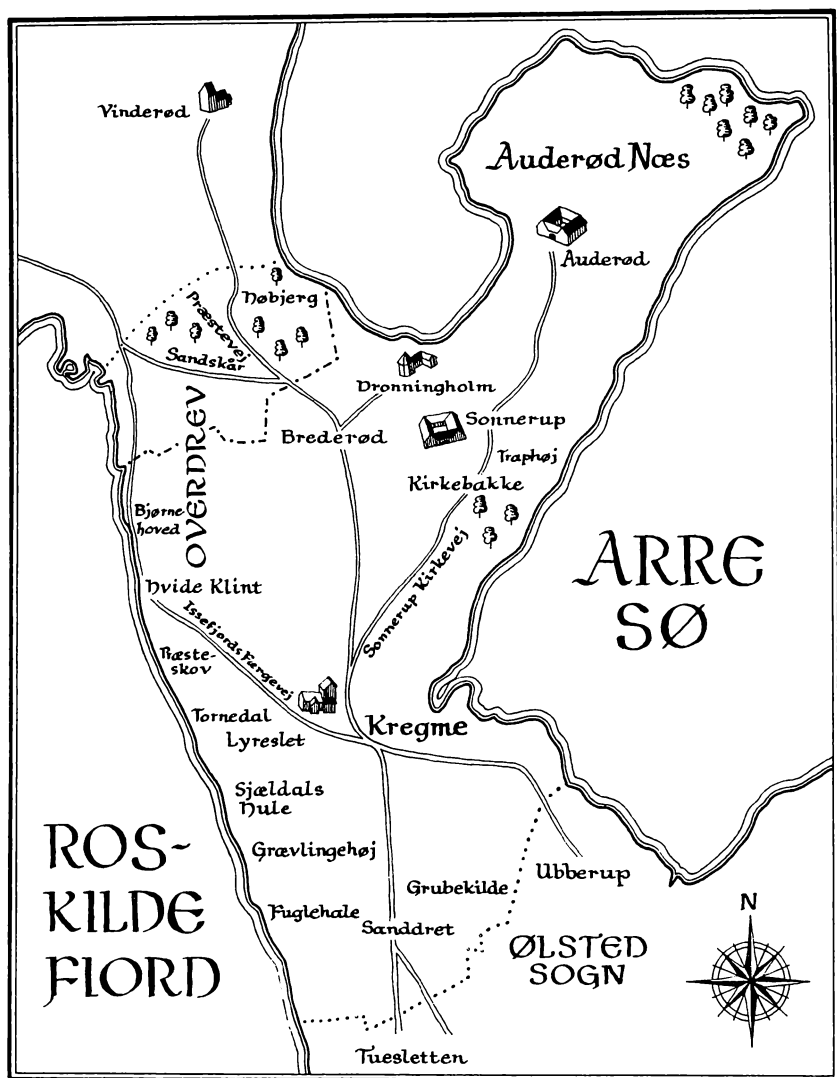 Vinderød
Auderød Næs
Auderød
Nøbjerg
Præstevej
Sandskår
Dronningholm
OVERDREV
Brederød
Sonnerup
Traphøj
Kirkebakke
Bjørne
hoved
Hvide Klint
ARRE
SØ
Issefjords Færgevej
Sonnerup Kirkevej
Præste-
skov
Tornedal
Lyreslet
Kregme
Sjældals
Hule
Grævlingehøj
ROS-
KILDE
FJORD
Ubberup
Grubekilde
Fuglehale
Sanddret
ØLSTED
SOGN
N
Tuesletten